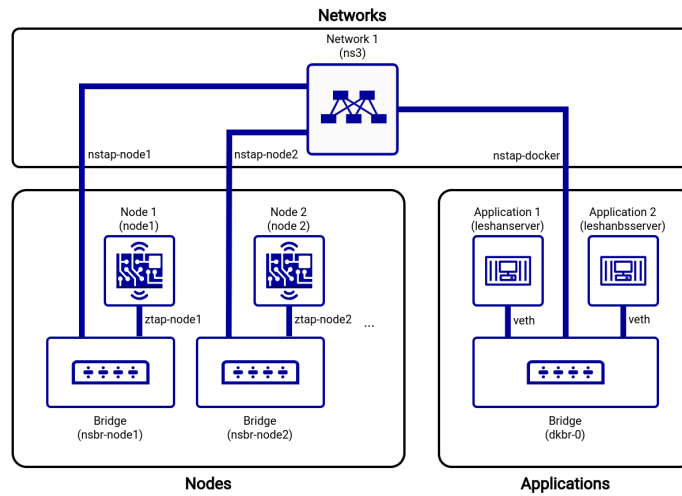 Networks
Network 1
(ns3)
nstap-node1
nstap-node2
nstap-docker
Node 1
(node1)
Node 2
(node 2)
Application 1
(leshanserver)
Application 2
(leshanbsserver)
ztap-node1
ztap-node2
...
veth
veth
Bridge
(nsbr-node1)
Bridge
(nsbr-node2)
Bridge
(dkbr-0)
Nodes
Applications